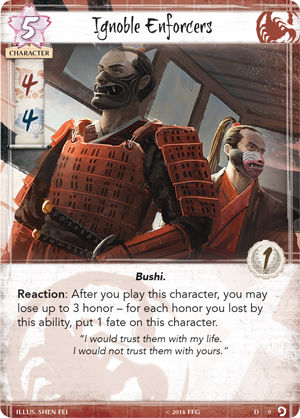 5
Ignoble Enforcers
CHARACTER
4
4
Bushi.
1
Reaction: After you play this character, you may
lose up to 3 honor – for each honor you lost by
this ability, put 1 fate on this character.
“I would trust them with my life.
I would not trust them with yours.”
ILLUS. SHEN FEI
© 2018 FFG
D 9